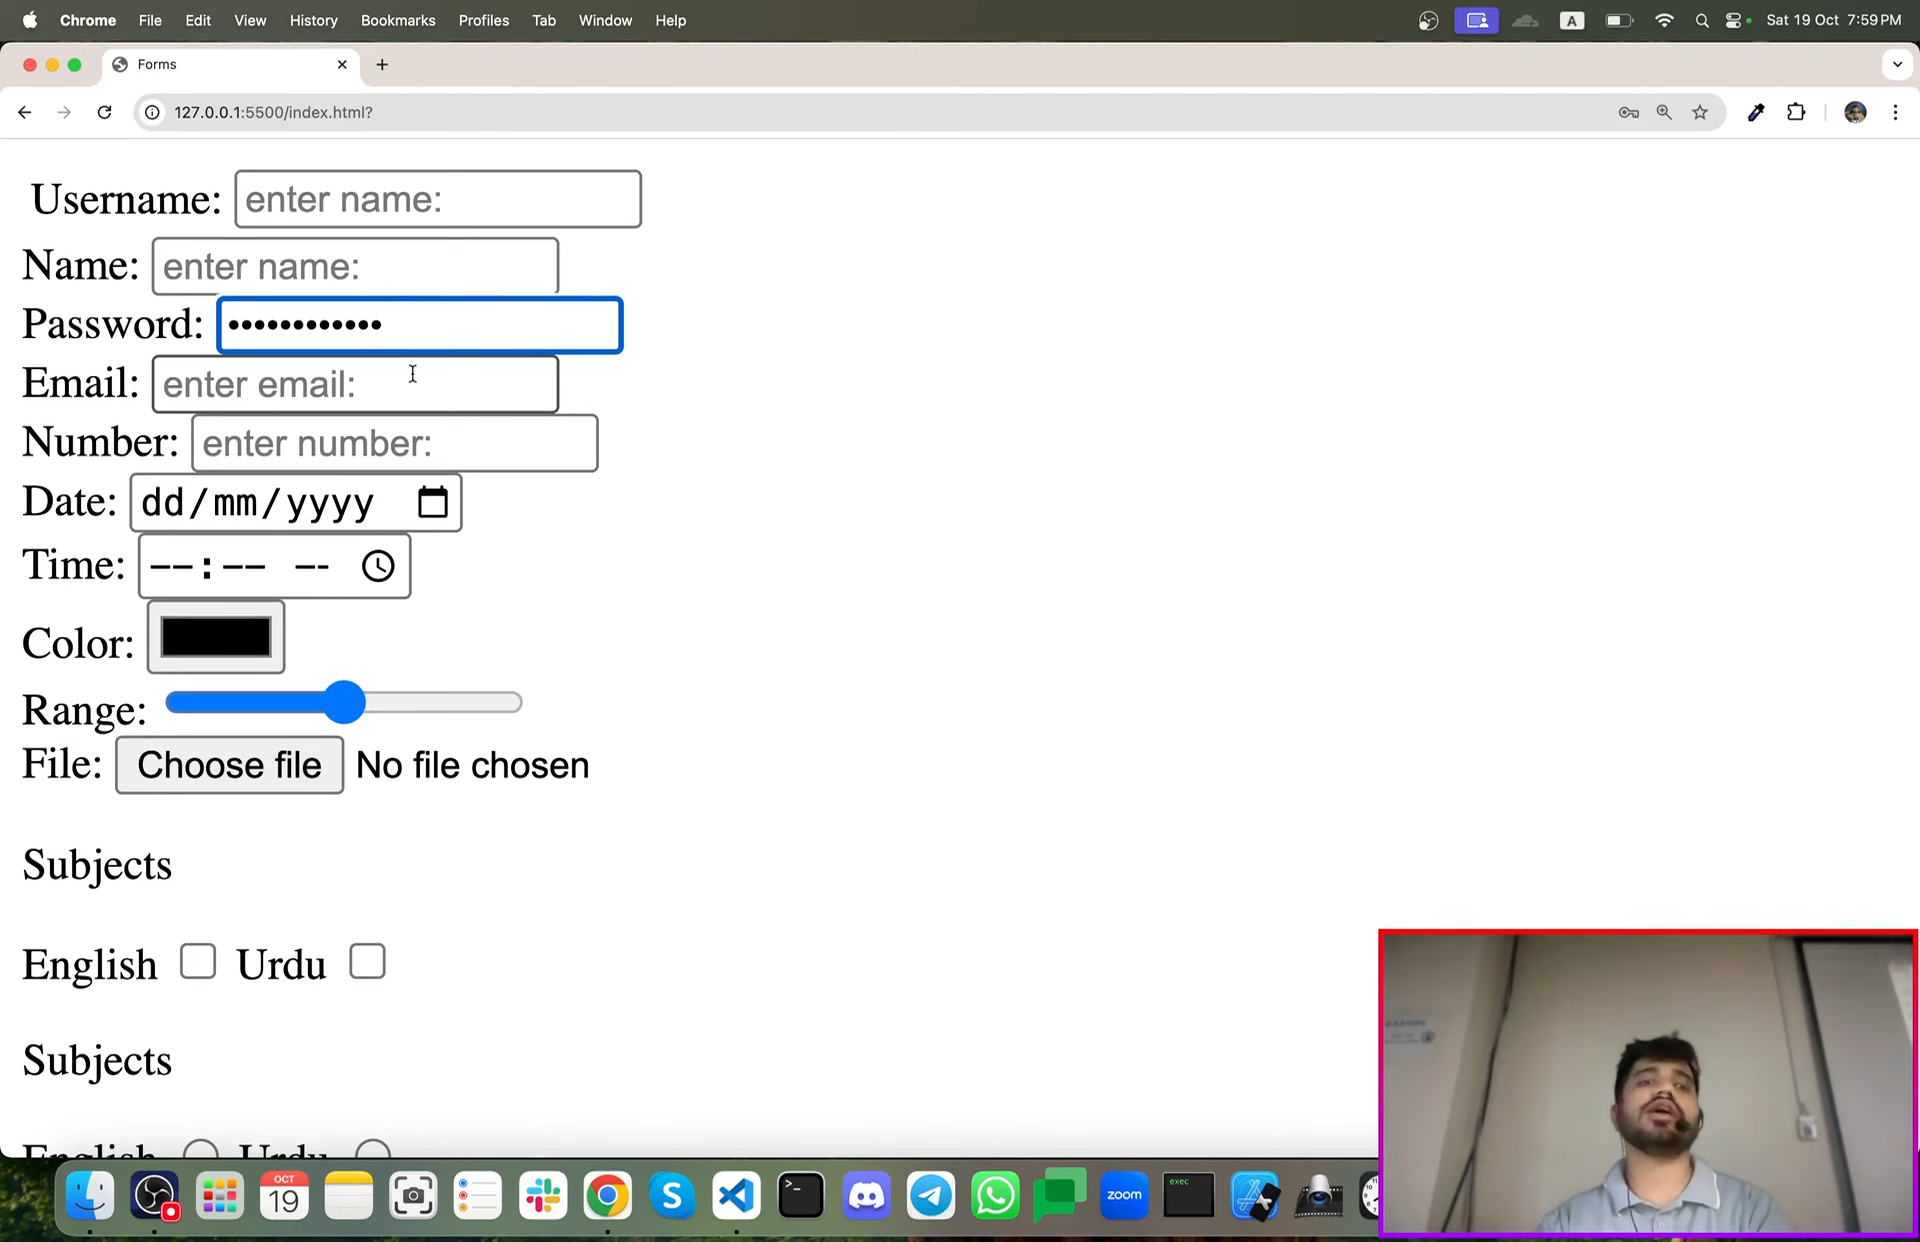 Chrome File Edit View History Bookmarks Profiles Tab Window Help A Sat 19 Oct 7:59 PM
Forms
127.0.0.1:5500/index.html?
Username: enter name:
Name: enter name:
Password: ••••••••••••
Email: enter email:
Number: enter number:
Date: dd/mm/yyyy
Time: --:-- --
Color:
Range:
File: Choose file No file chosen
Subjects
English Urdu
Subjects
English Urdu
OCT
19
zoom
exec